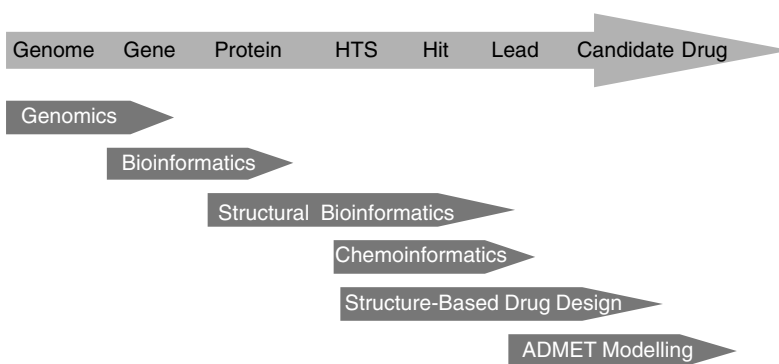 Genome Gene Protein HTS Hit Lead Candidate Drug
Genomics
Bioinformatics
Structural Bioinformatics
Chemoinformatics
Structure-Based Drug Design
ADMET Modelling